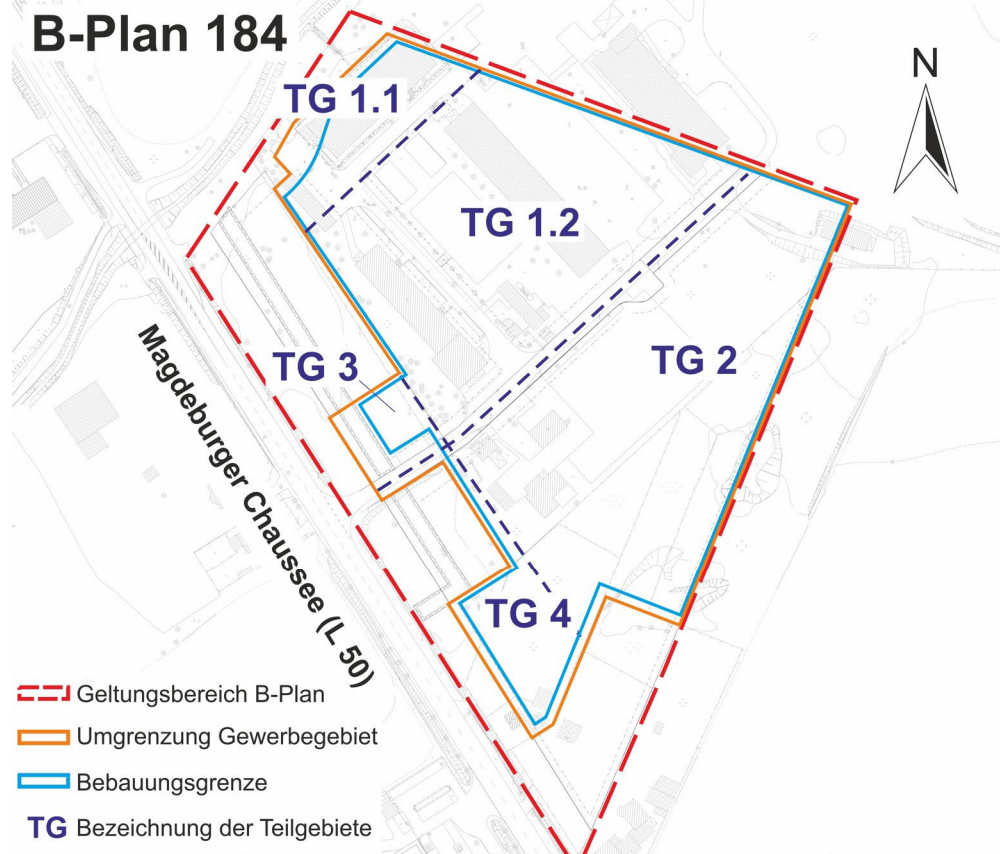 B-Plan 184
N
TG 1.1
TG 1.2
TG 3
TG 2
Magdeburger Chaussee (L 50)
TG 4
Geltungsbereich B-Plan
Umgrenzung Gewerbegebiet
Bebauungsgrenze
TG Bezeichnung der Teilgebiete